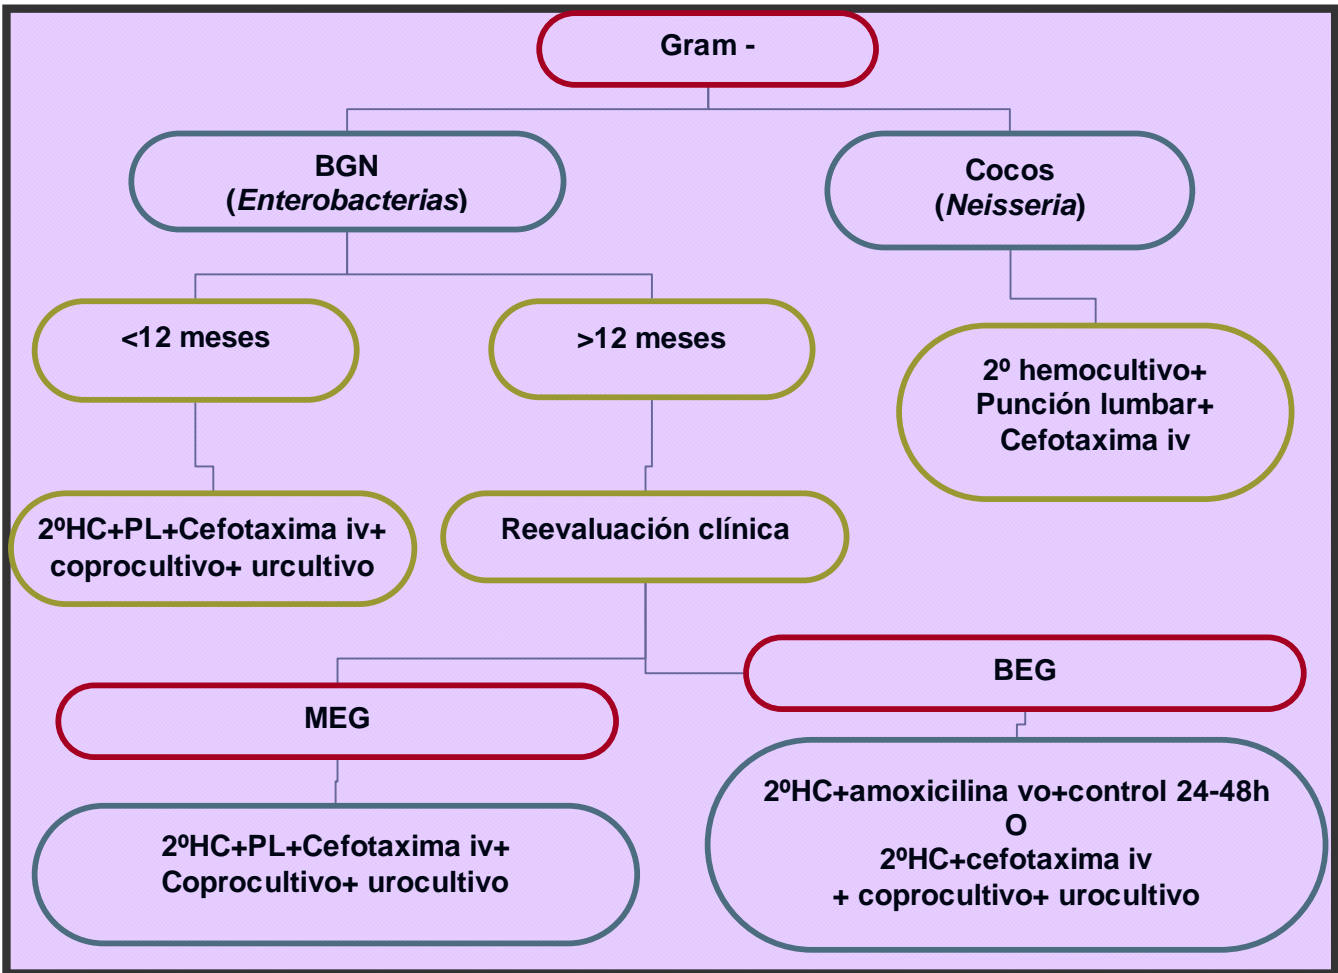 Gram -
BGN
(Enterobacterias)
Cocos
(Neisseria)
<12 meses
>12 meses
2º hemocultivo+
Punción lumbar+
Cefotaxima iv
2ºHC+PL+Cefotaxima iv+
coprocultivo+ urcultivo
Reevaluación clínica
MEG
BEG
2ºHC+PL+Cefotaxima iv+
Coprocultivo+ urocultivo
2ºHC+amoxicilina vo+control 24-48h
O
2ºHC+cefotaxima iv
+ coprocultivo+ urocultivo